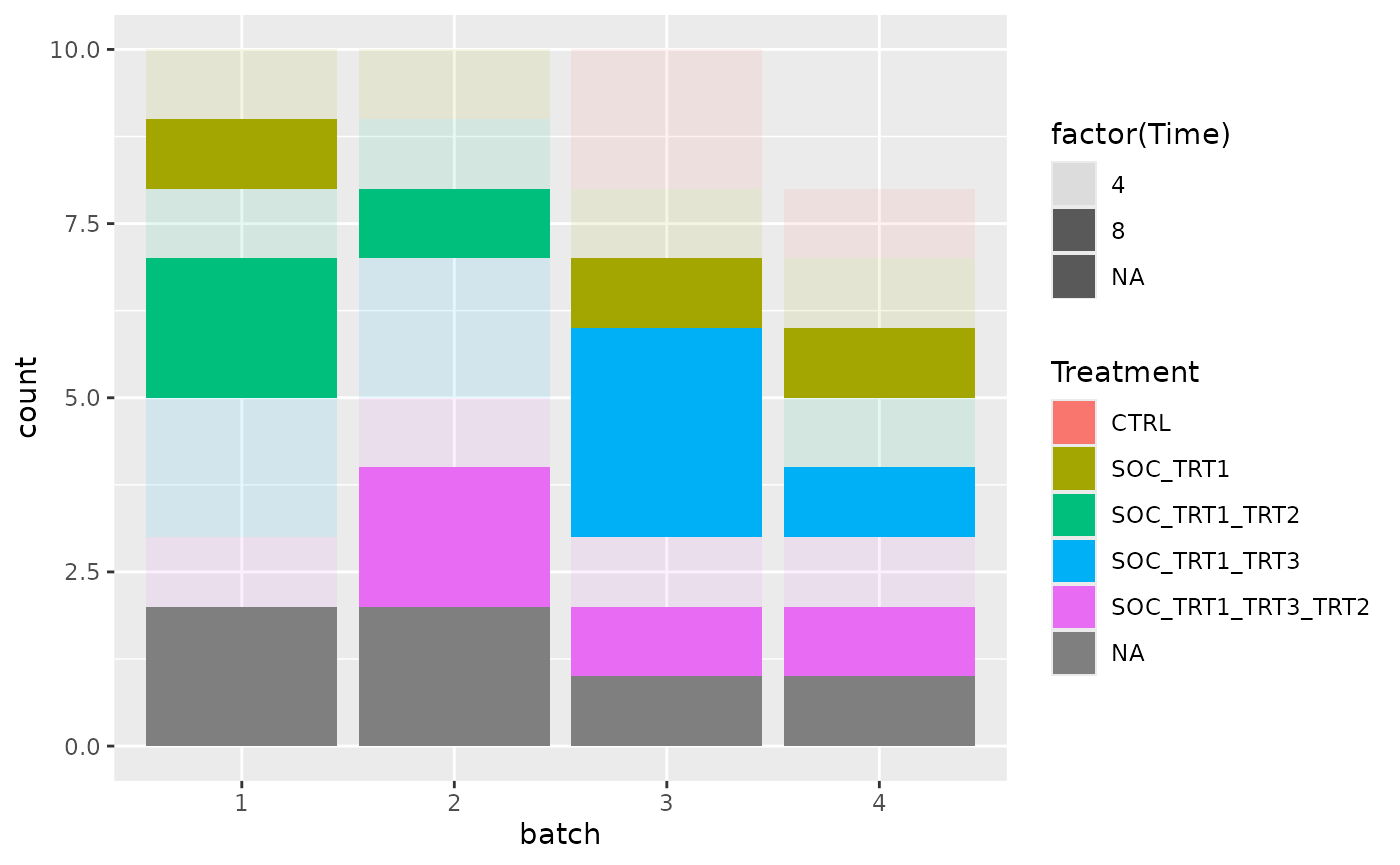 10.0
7.5
5.0
2.5
0.0
count
1 2 3 4
batch
factor(Time)
4
8
NA
Treatment
CTRL
SOC_TRT1
SOC_TRT1_TRT2
SOC_TRT1_TRT3
SOC_TRT1_TRT3_TRT2
NA